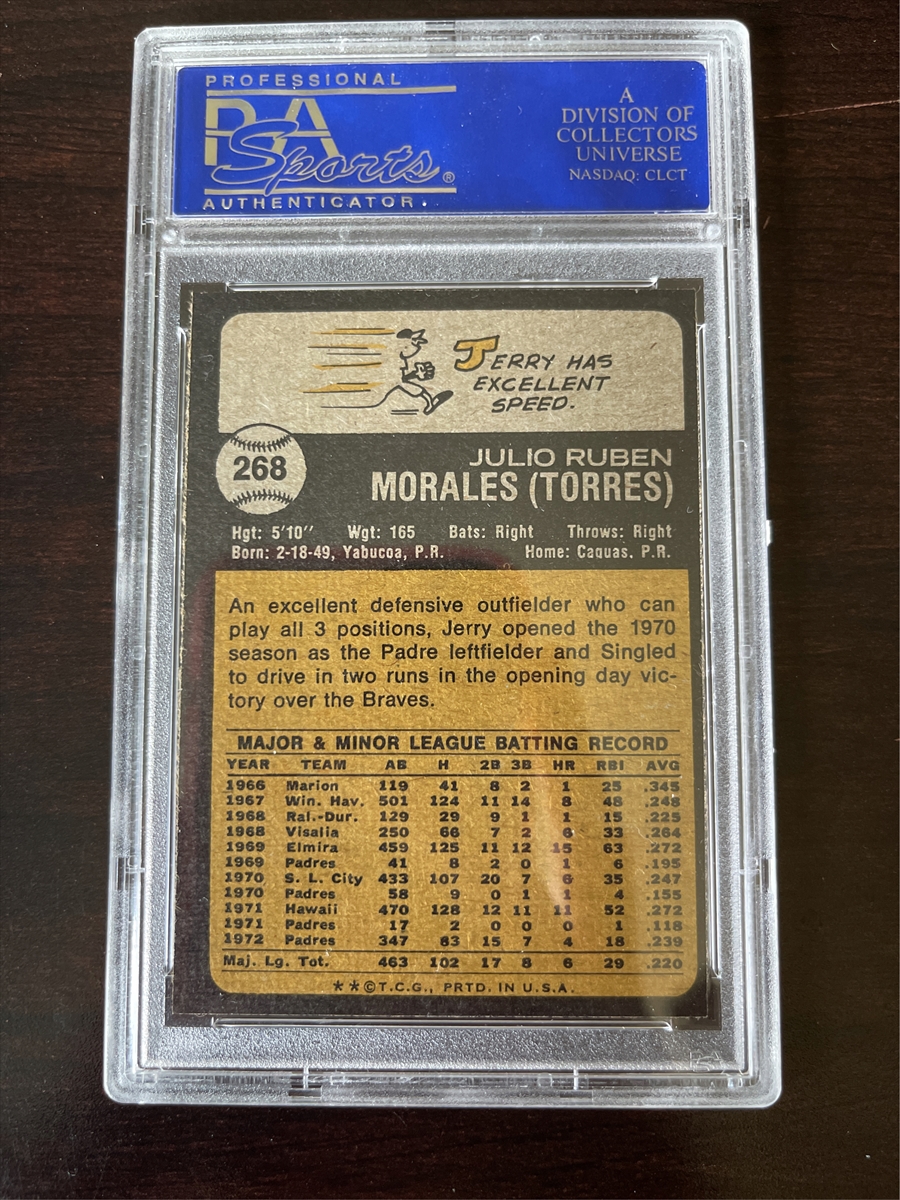 PROFESSIONAL
PSA
Sports®
AUTHENTICATOR.
A
DIVISION OF
COLLECTORS
UNIVERSE
NASDAQ: CLCT
JERRY HAS
EXCELLENT
SPEED.
268
JULIO RUBEN
MORALES (TORRES)
Hgt: 5'10" Wgt: 165 Bats: Right Throws: Right
Born: 2-18-49, Yabucoa, P.R. Home: Caguas, P.R.
An excellent defensive outfielder who can
play all 3 positions, Jerry opened the 1970
season as the Padre leftfielder and Singled
to drive in two runs in the opening day vic-
tory over the Braves.
MAJOR & MINOR LEAGUE BATTING RECORD
YEAR TEAM AB H 2B 3B HR RBI AVG
1966 Marion 119 41 8 2 1 25 .345
1967 Win. Hav. 501 124 11 14 8 48 .248
1968 Ral.-Dur. 129 29 9 1 1 15 .225
1968 Visalia 250 66 7 2 6 33 .264
1969 Elmira 459 125 11 12 15 63 .272
1969 Padres 41 8 2 0 1 6 .195
1970 S. L. City 433 107 20 7 6 35 .247
1970 Padres 58 9 0 1 1 4 .155
1971 Hawaii 470 128 12 11 11 52 .272
1971 Padres 17 2 0 0 0 1 .118
1972 Padres 347 83 15 7 4 18 .239
Maj. Lg. Tot. 463 102 17 8 6 29 .220
**©T.C.G., PRTD. IN U.S.A.